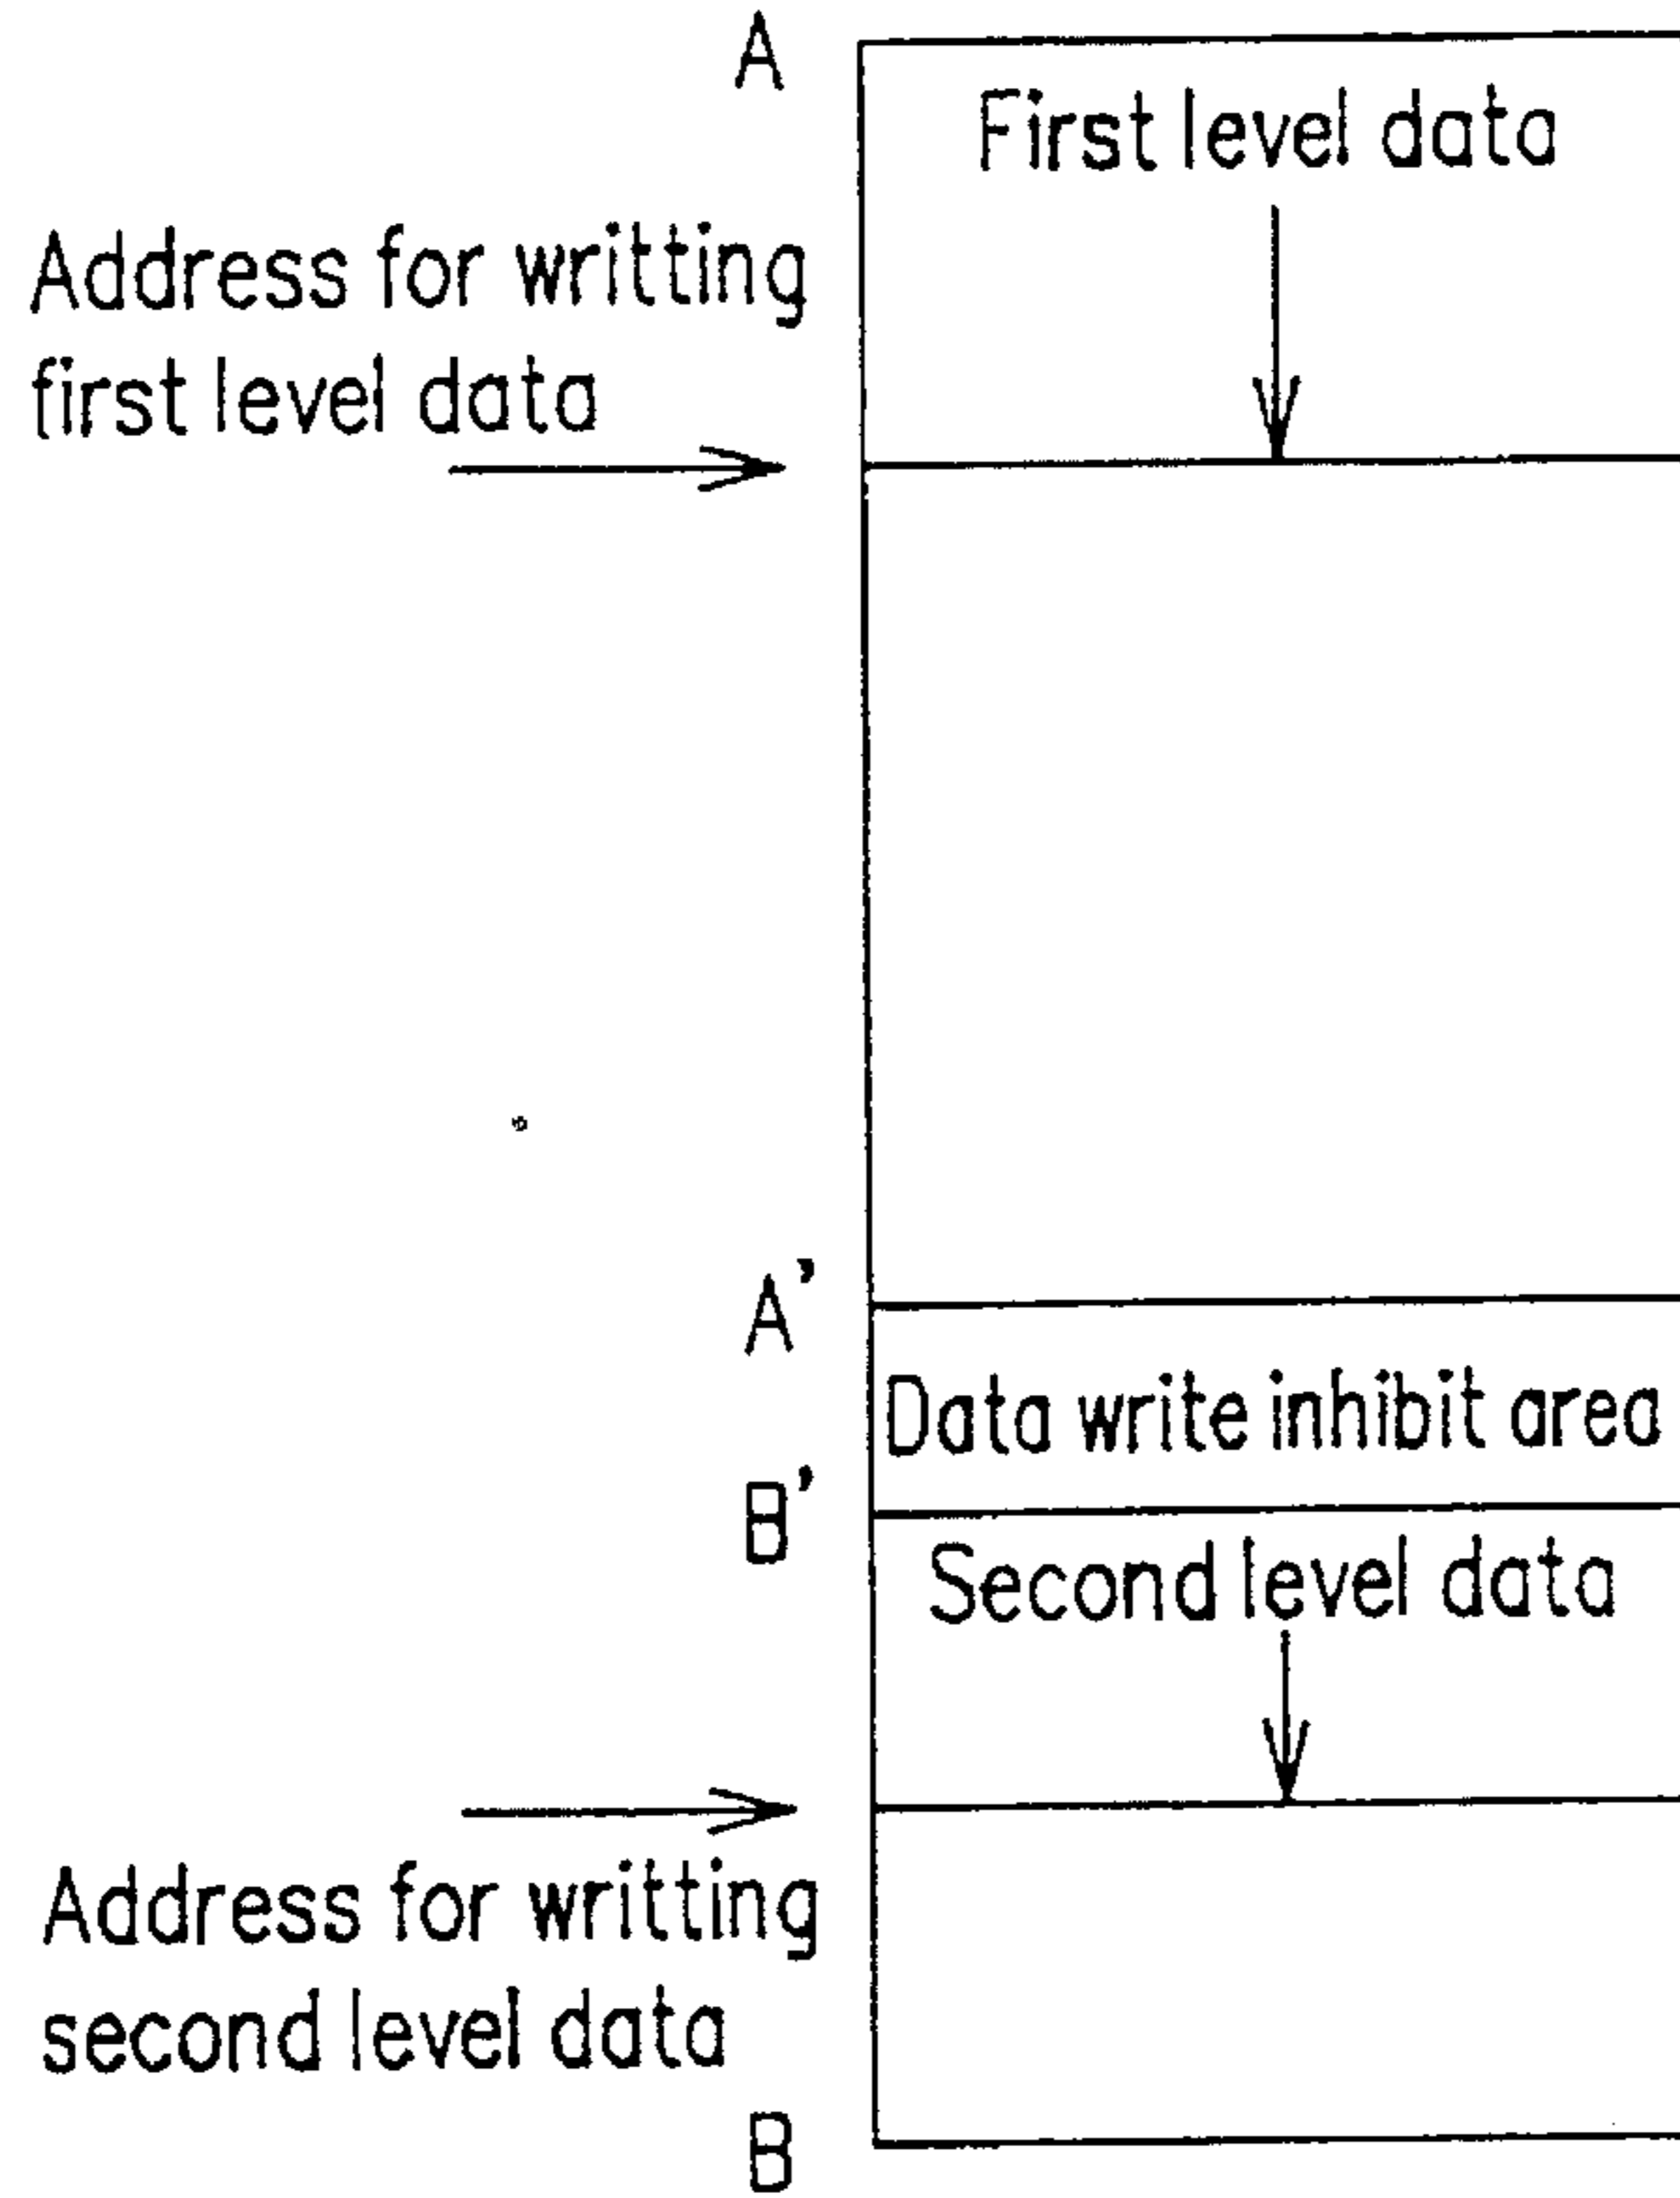 A
First level data
Address for writting
first level data
A'
Data write inhibit area
B'
Second level data
Address for writting
second level data
B